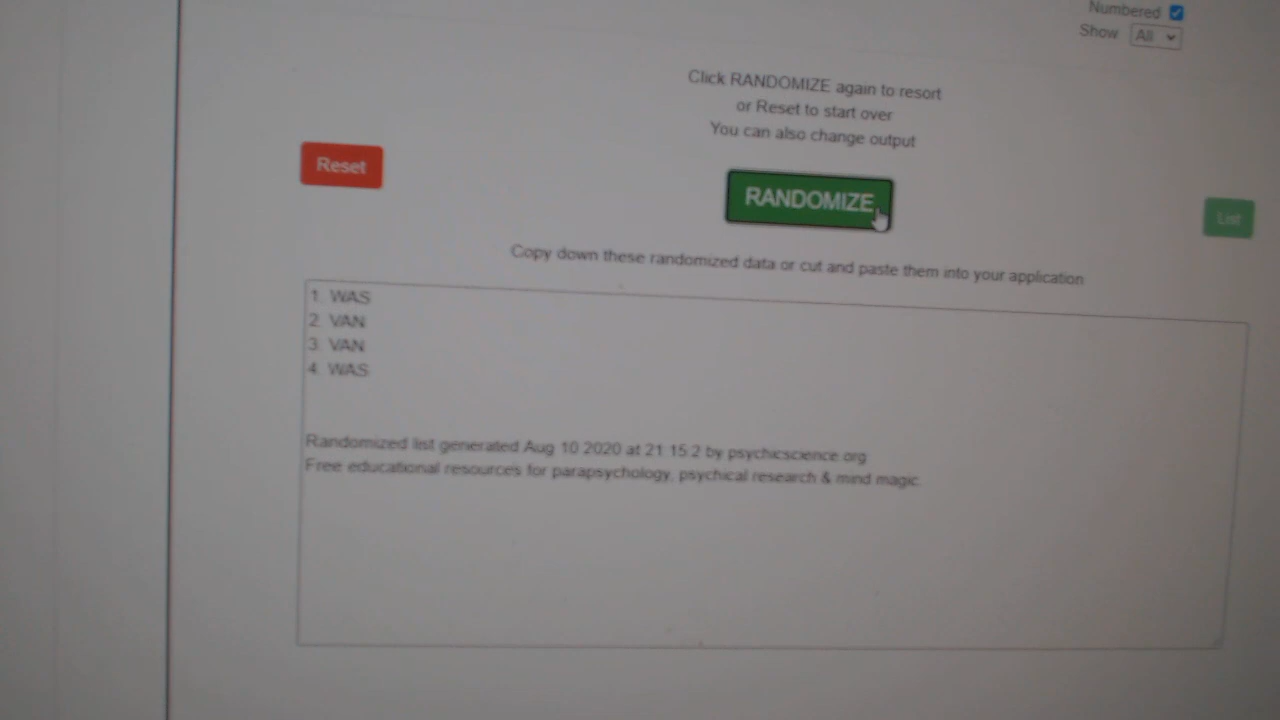 Numbered
Show All
Click RANDOMIZE again to resort
or Reset to start over
You can also change output
Reset
RANDOMIZE
List
Copy down these randomized data or cut and paste them into your application
1. WAS
2. VAN
3. VAN
4. WAS
Randomized list generated Aug 10 2020 at 21:15:2 by psychicscience.org
Free educational resources for parapsychology, psychical research & mind magic.